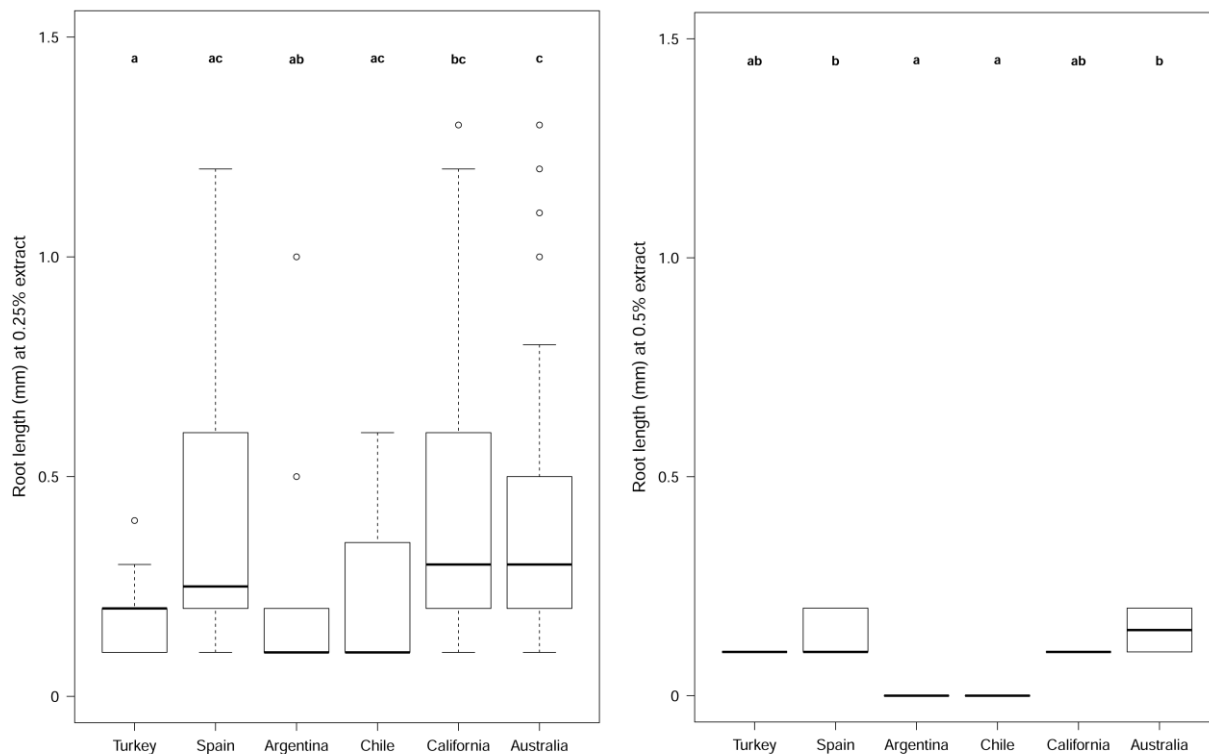 Root length (mm) at 0.25% extract
1.5
1.0
0.5
0
a ac ab ac bc c
Turkey Spain Argentina Chile California Australia
Root length (mm) at 0.5% extract
1.5
1.0
0.5
0
ab b a a ab b
Turkey Spain Argentina Chile California Australia